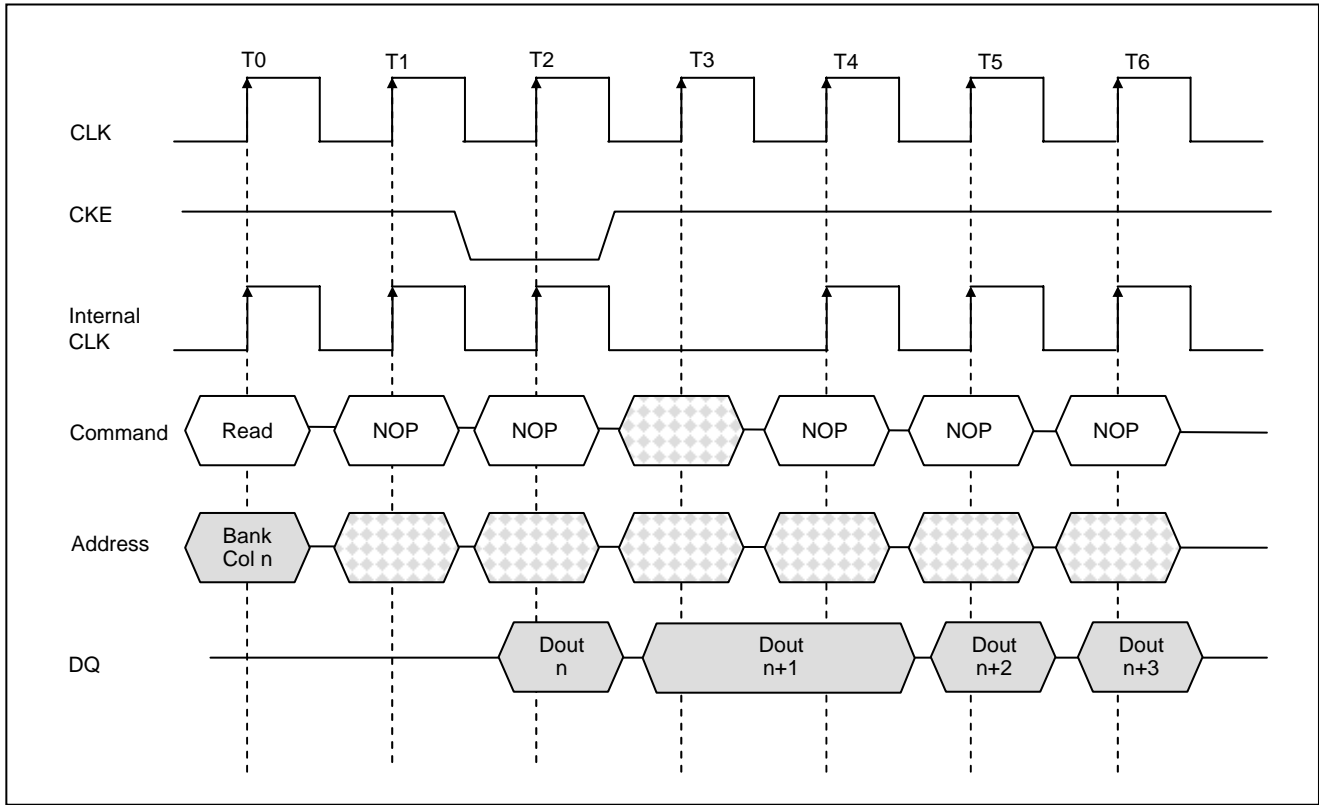 T0 T1 T2 T3 T4 T5 T6
CLK
CKE
Internal
CLK
Command Read NOP NOP NOP NOP NOP
Address Bank
Col n
DQ Dout Dout Dout Dout
n n+1 n+2 n+3